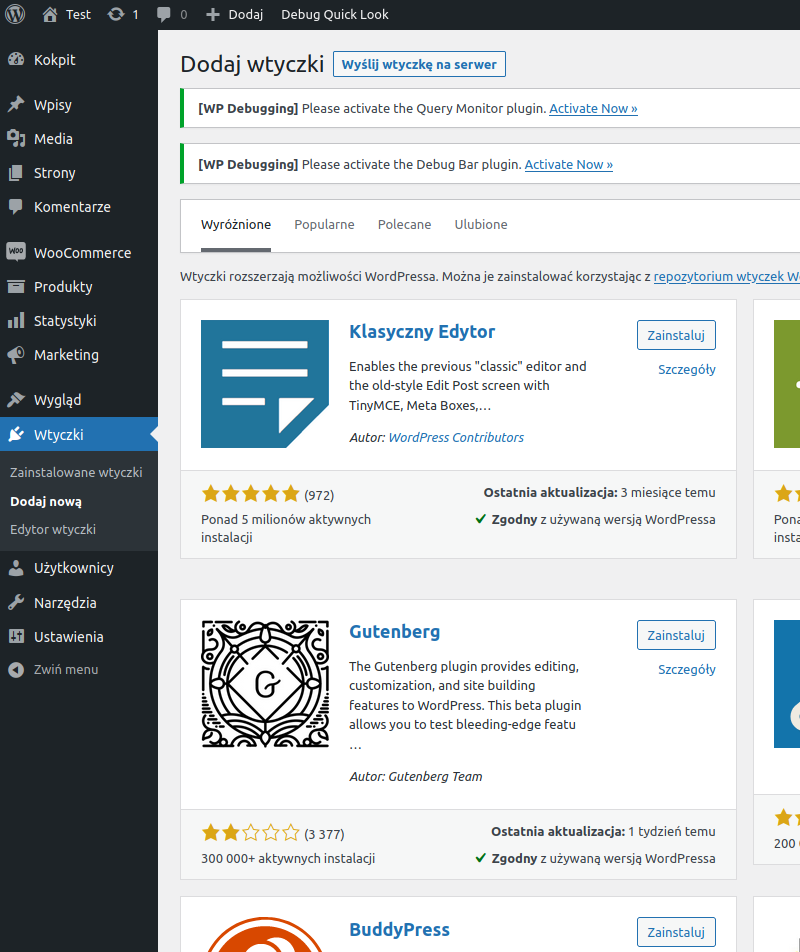 Test 1 0 Dodaj Debug Quick Look
Kokpit
Wpisy
Media
Strony
Komentarze
WooCommerce
Produkty
Statystyki
Marketing
Wygląd
Wtyczki
Zainstalowane wtyczki
Dodaj nową
Edytor wtyczki
Użytkownicy
Narzędzia
Ustawienia
Zwiń menu
Dodaj wtyczki Wyślij wtyczkę na serwer
[WP Debugging] Please activate the Query Monitor plugin. Activate Now »
[WP Debugging] Please activate the Debug Bar plugin. Activate Now »
Wyróżnione Popularne Polecane Ulubione
Wtyczki rozszerzają możliwości WordPressa. Można je zainstalować korzystając z repozytorium wtyczek
Klasyczny Edytor
Zainstaluj
Szczegóły
Enables the previous "classic" editor and
the old-style Edit Post screen with
TinyMCE, Meta Boxes,…
Autor: WordPress Contributors
(972)
Ponad 5 milionów aktywnych
instalacji
Ostatnia aktualizacja: 3 miesiące temu
Zgodny z używaną wersją WordPressa
Gutenberg
Zainstaluj
Szczegóły
The Gutenberg plugin provides editing,
customization, and site building
features to WordPress. This beta plugin
allows you to test bleeding-edge featu
…
Autor: Gutenberg Team
(3 377)
300 000+ aktywnych instalacji
Ostatnia aktualizacja: 1 tydzień temu
Zgodny z używaną wersją WordPressa
200
BuddyPress
Zainstaluj